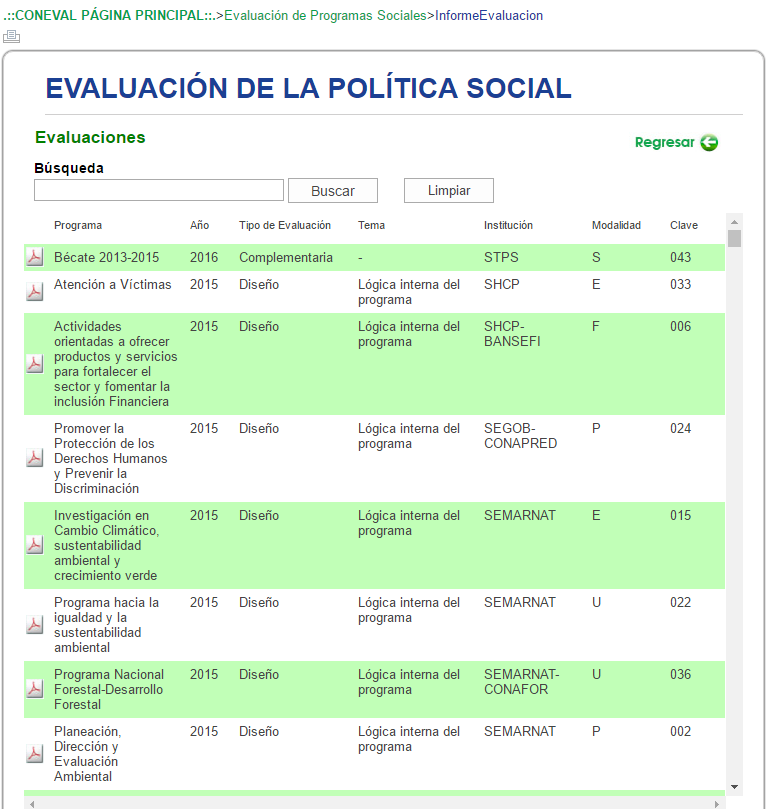 .::CONEVAL PÁGINA PRINCIPAL::.>Evaluación de Programas Sociales>InformeEvaluacion
EVALUACIÓN DE LA POLÍTICA SOCIAL
Evaluaciones
Regresar
Búsqueda
Buscar
Limpiar
Programa Año Tipo de Evaluación Tema Institución Modalidad Clave
Bécate 2013-2015 2016 Complementaria - STPS S 043
Atención a Víctimas 2015 Diseño Lógica interna del SHCP E 033
programa
Actividades 2015 Diseño Lógica interna del SHCP- F 006
orientadas a ofrecer programa BANSEFI
productos y servicios
para fortalecer el
sector y fomentar la
inclusión Financiera
Promover la 2015 Diseño Lógica interna del SEGOB- P 024
Protección de los programa CONAPRED
Derechos Humanos
y Prevenir la
Discriminación
Investigación en 2015 Diseño Lógica interna del SEMARNAT E 015
Cambio Climático, programa
sustentabilidad
ambiental y
crecimiento verde
Programa hacia la 2015 Diseño Lógica interna del SEMARNAT U 022
igualdad y la programa
sustentabilidad
ambiental
Programa Nacional 2015 Diseño Lógica interna del SEMARNAT- U 036
Forestal-Desarrollo programa CONAFOR
Forestal
Planeación, 2015 Diseño Lógica interna del SEMARNAT P 002
Dirección y programa
Evaluación
Ambiental